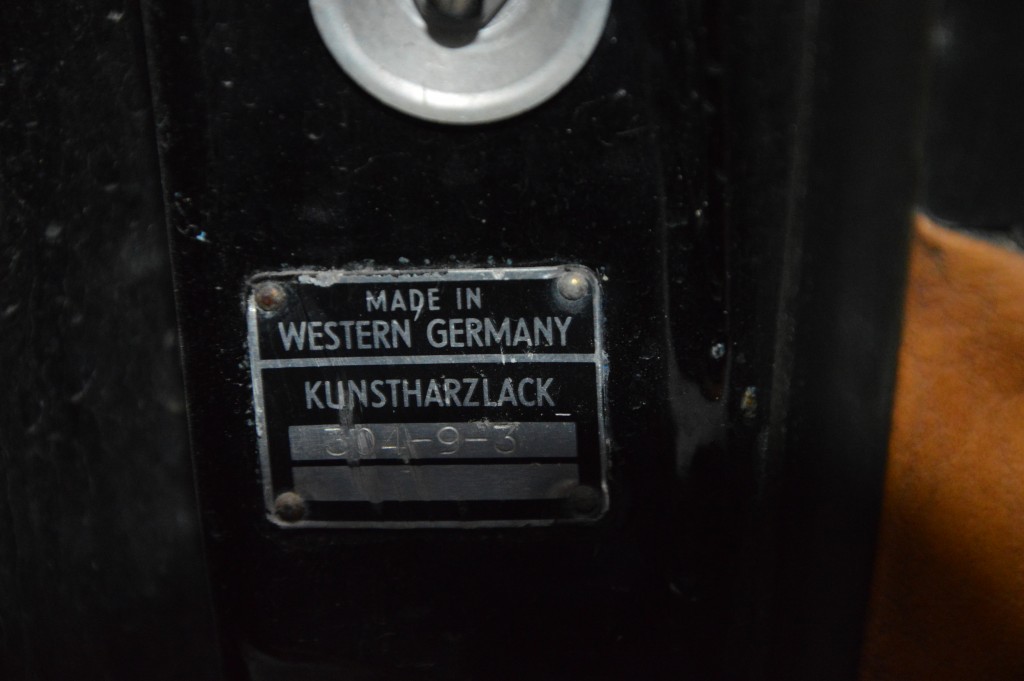 MADE IN
WESTERN GERMANY
KUNSTHARZLACK
304-9-3